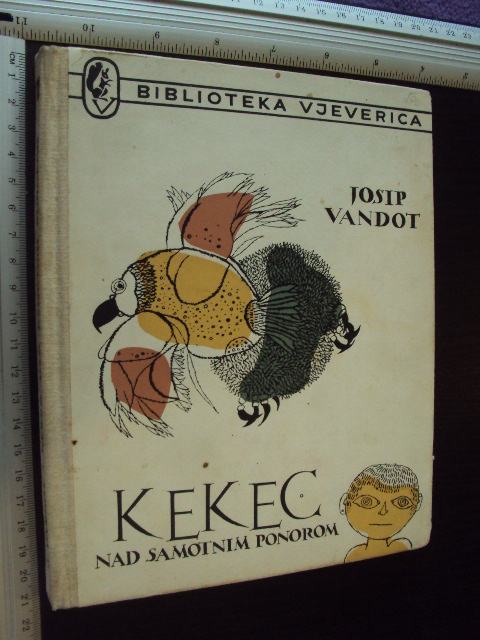 BIBLIOTEKA VJEVERICA
JOSIP
VANDOT
KEKEC
NAD SAMOTNIM PONOROM